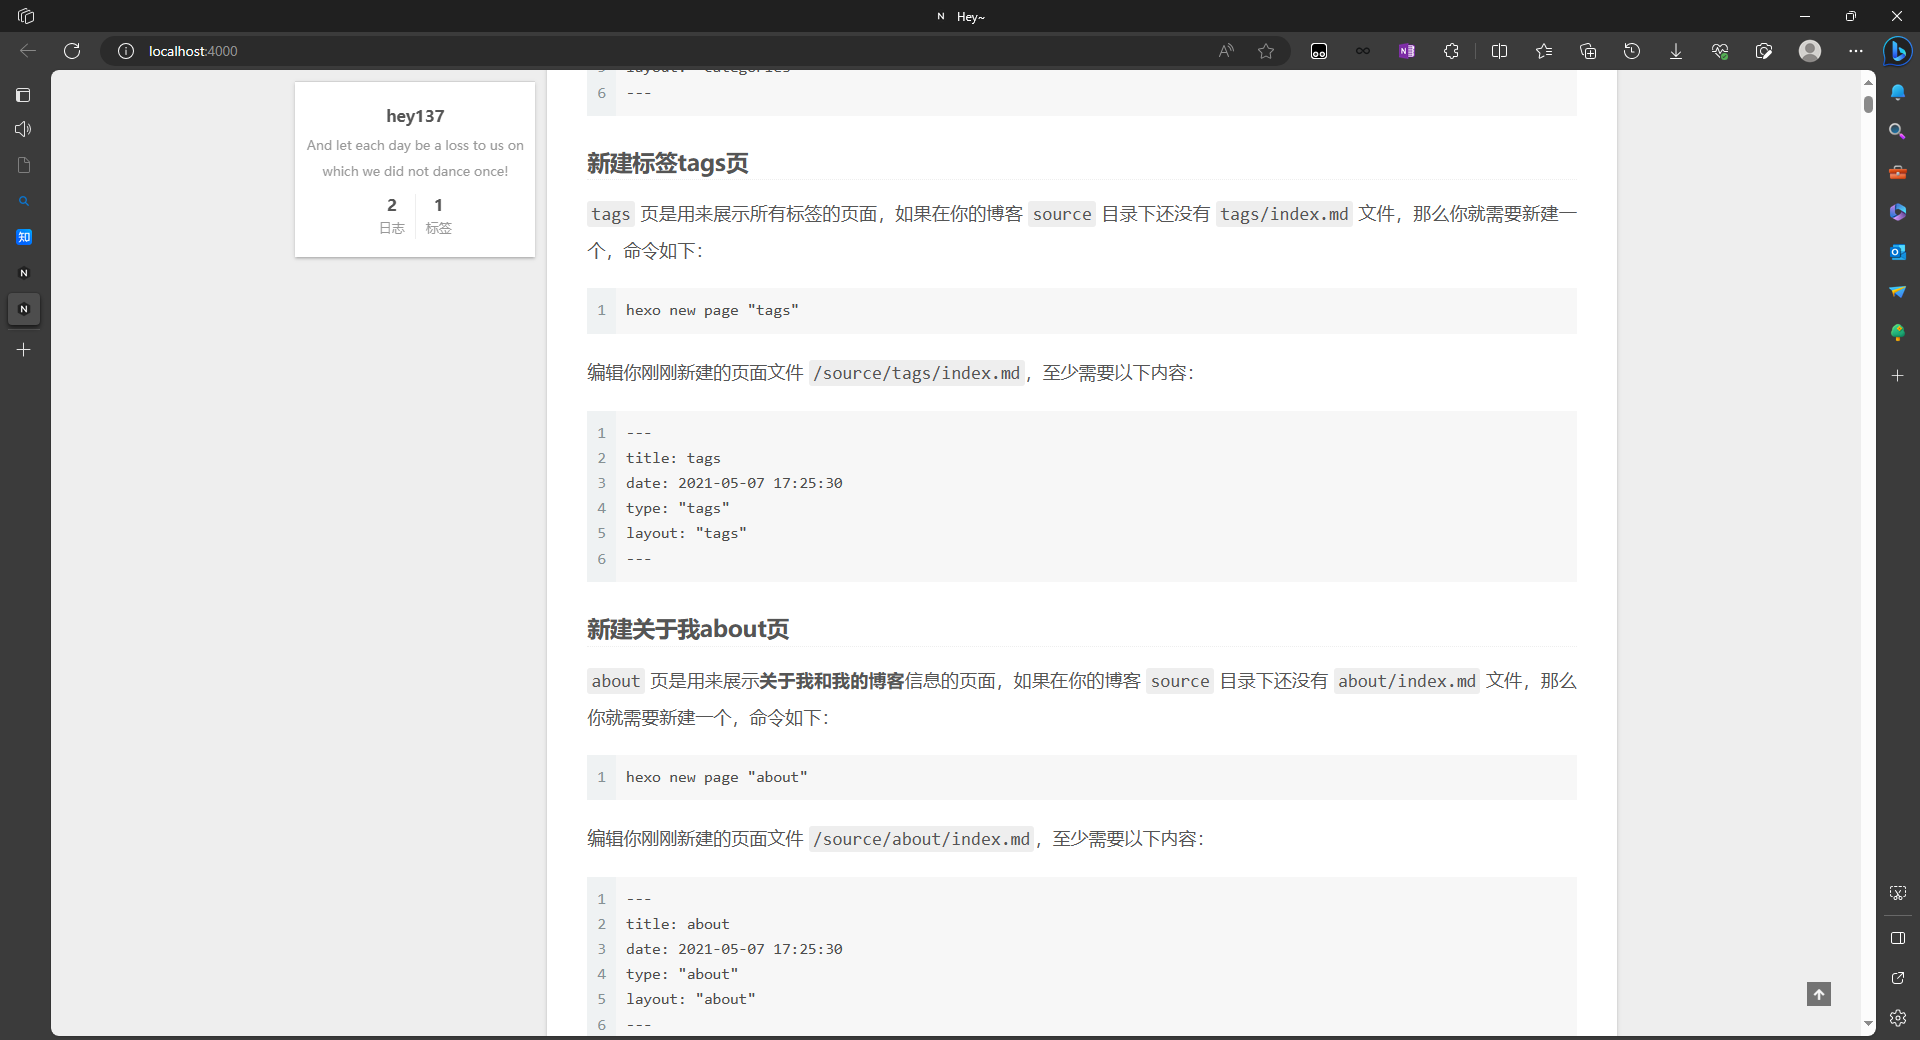 Hey~
localhost:4000
hey137
And let each day be a loss to us on
which we did not dance once!
2
日志
1
标签
layout: "categories"
6 ---
新建标签tags页
tags 页是用来展示所有标签的页面，如果在你的博客 source 目录下还没有 tags/index.md 文件，那么你就需要新建一
个，命令如下：
1 hexo new page "tags"
编辑你刚刚新建的页面文件 /source/tags/index.md，至少需要以下内容：
1 ---
2 title: tags
3 date: 2021-05-07 17:25:30
4 type: "tags"
5 layout: "tags"
6 ---
新建关于我about页
about 页是用来展示关于我和我的博客信息的页面，如果在你的博客 source 目录下还没有 about/index.md 文件，那么
你就需要新建一个，命令如下：
1 hexo new page "about"
编辑你刚刚新建的页面文件 /source/about/index.md，至少需要以下内容：
1 ---
2 title: about
3 date: 2021-05-07 17:25:30
4 type: "about"
5 layout: "about"
6 ---